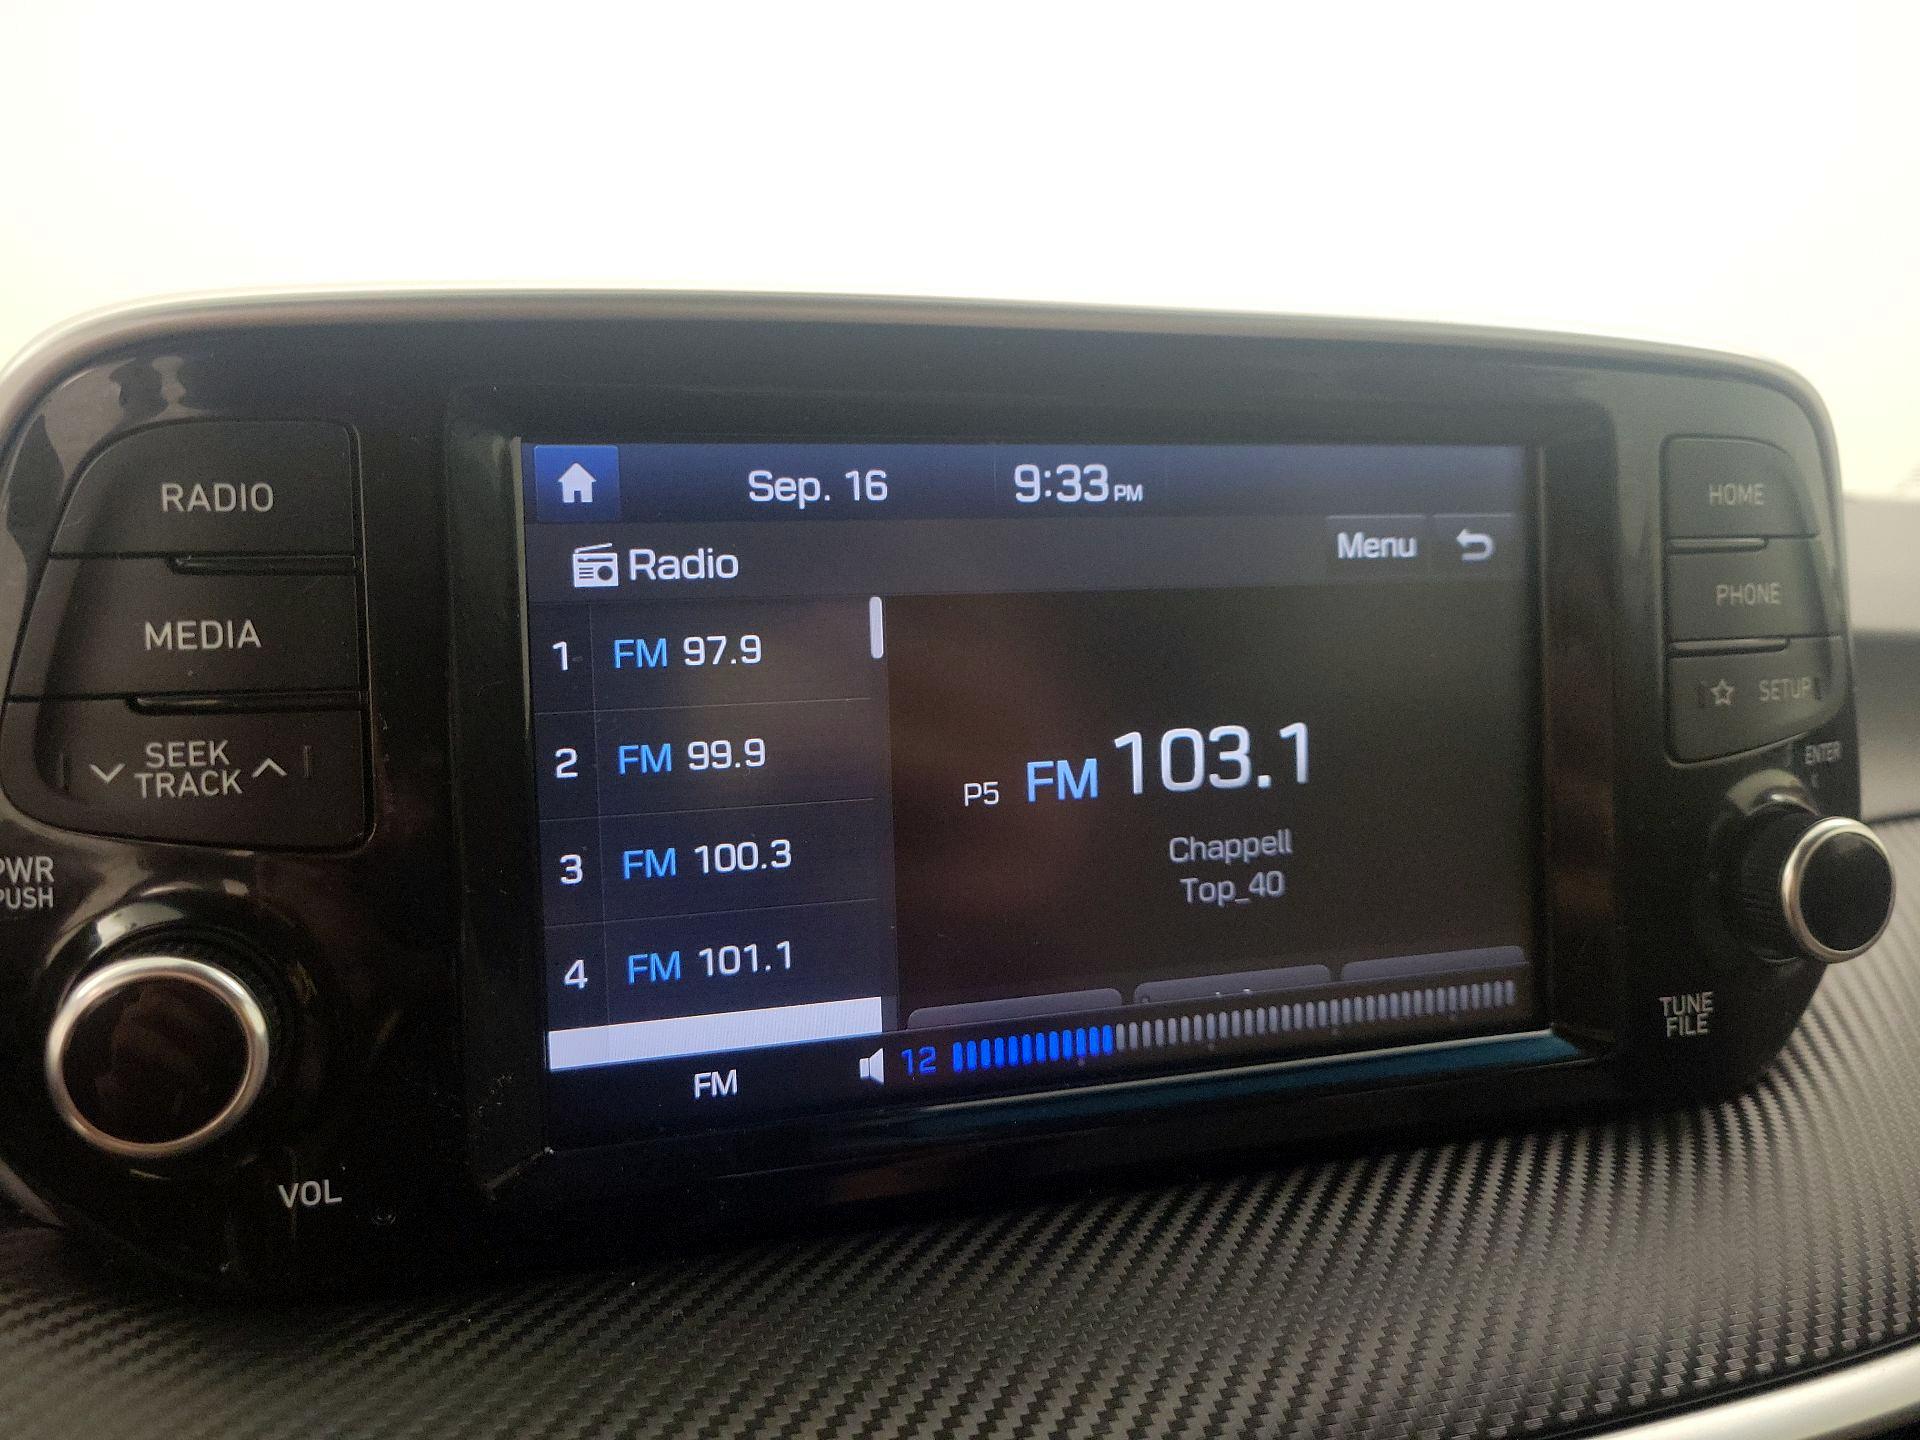 RADIO
MEDIA
SEEK
TRACK
PWR
PUSH
VOL
Sep. 16
9:33 PM
Radio
Menu
1 FM 97.9
2 FM 99.9
3 FM 100.3
4 FM 101.1
P5 FM 103.1
Chappell
Top_40
FM
12
HOME
PHONE
SETUP
ENTER
TUNE
FILE